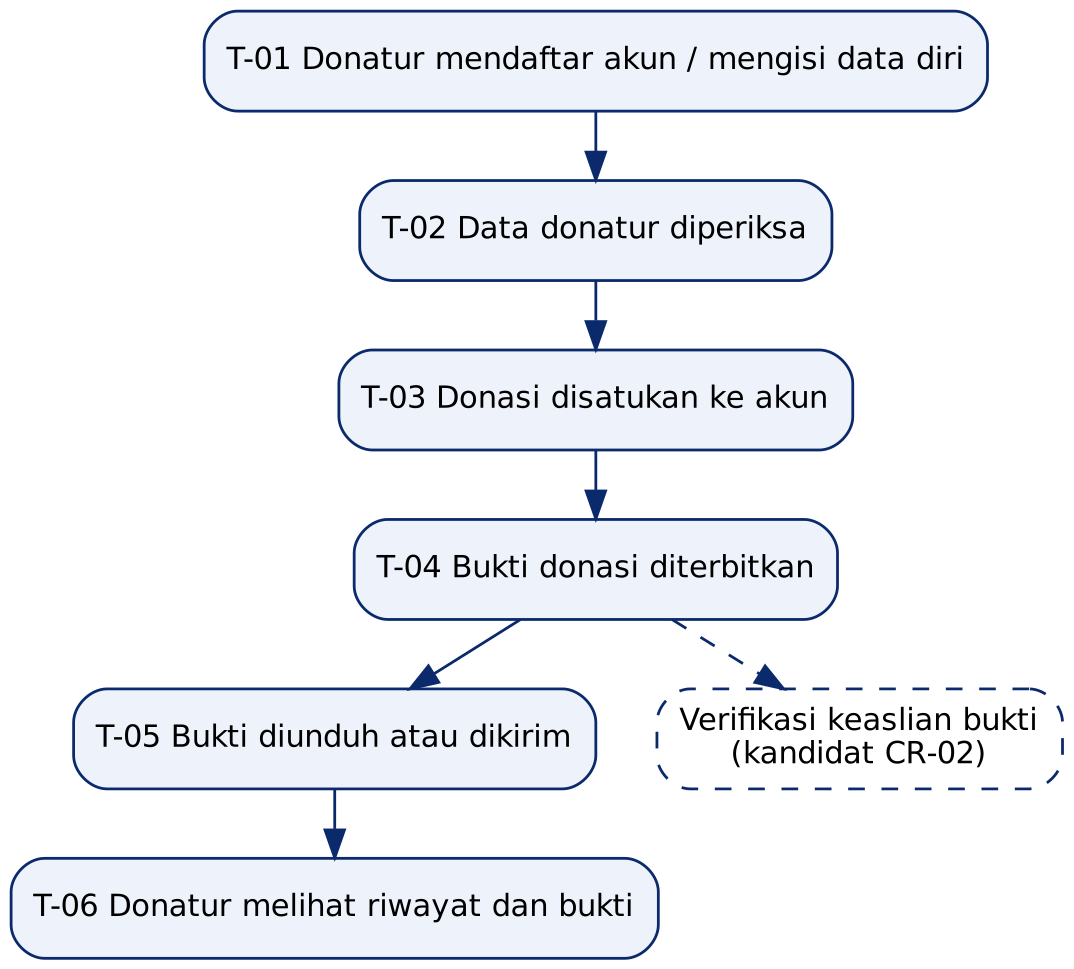 T-01 Donatur mendaftar akun / mengisi data diri
T-02 Data donatur diperiksa
T-03 Donasi disatukan ke akun
T-04 Bukti donasi diterbitkan
T-05 Bukti diunduh atau dikirim
Verifikasi keaslian bukti
(kandidat CR-02)
T-06 Donatur melihat riwayat dan bukti